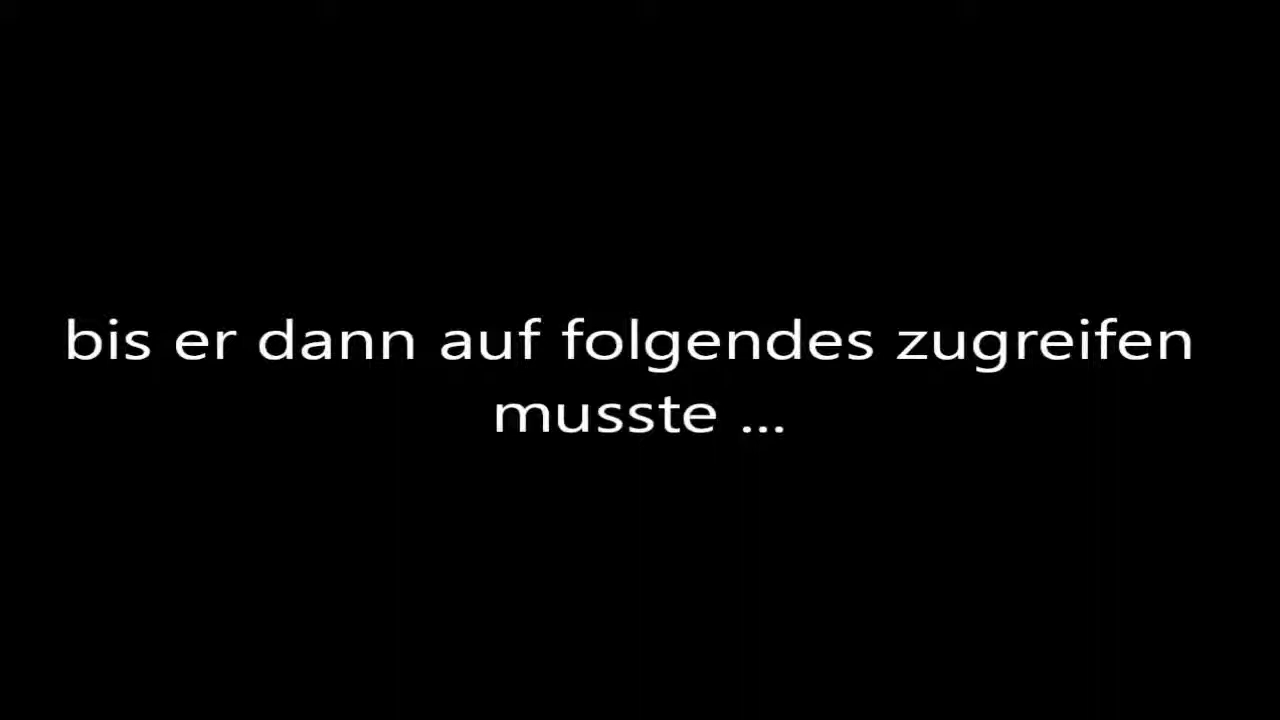 bis er dann auf folgendes zugreifen
musste ...